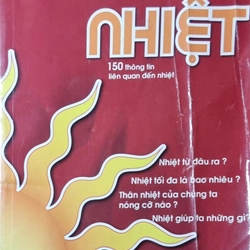 NHIỆT
150 thông tin
liên quan đến nhiệt
Nhiệt từ đâu ra ?
Nhiệt tối đa là bao nhiêu ?
Thân nhiệt của chúng ta
nóng cỡ nào ?
Nhiệt giúp ta những gì?